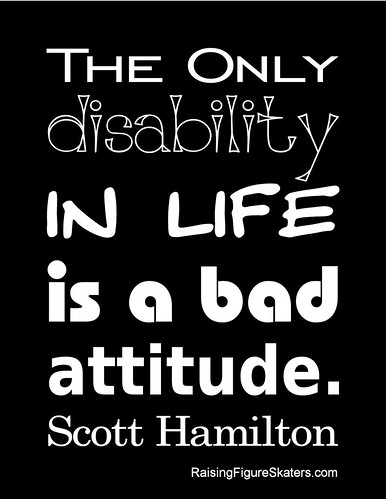 The Only
disability
IN LIFE
is a bad
attitude.
Scott Hamilton
RaisingFigureSkaters.com